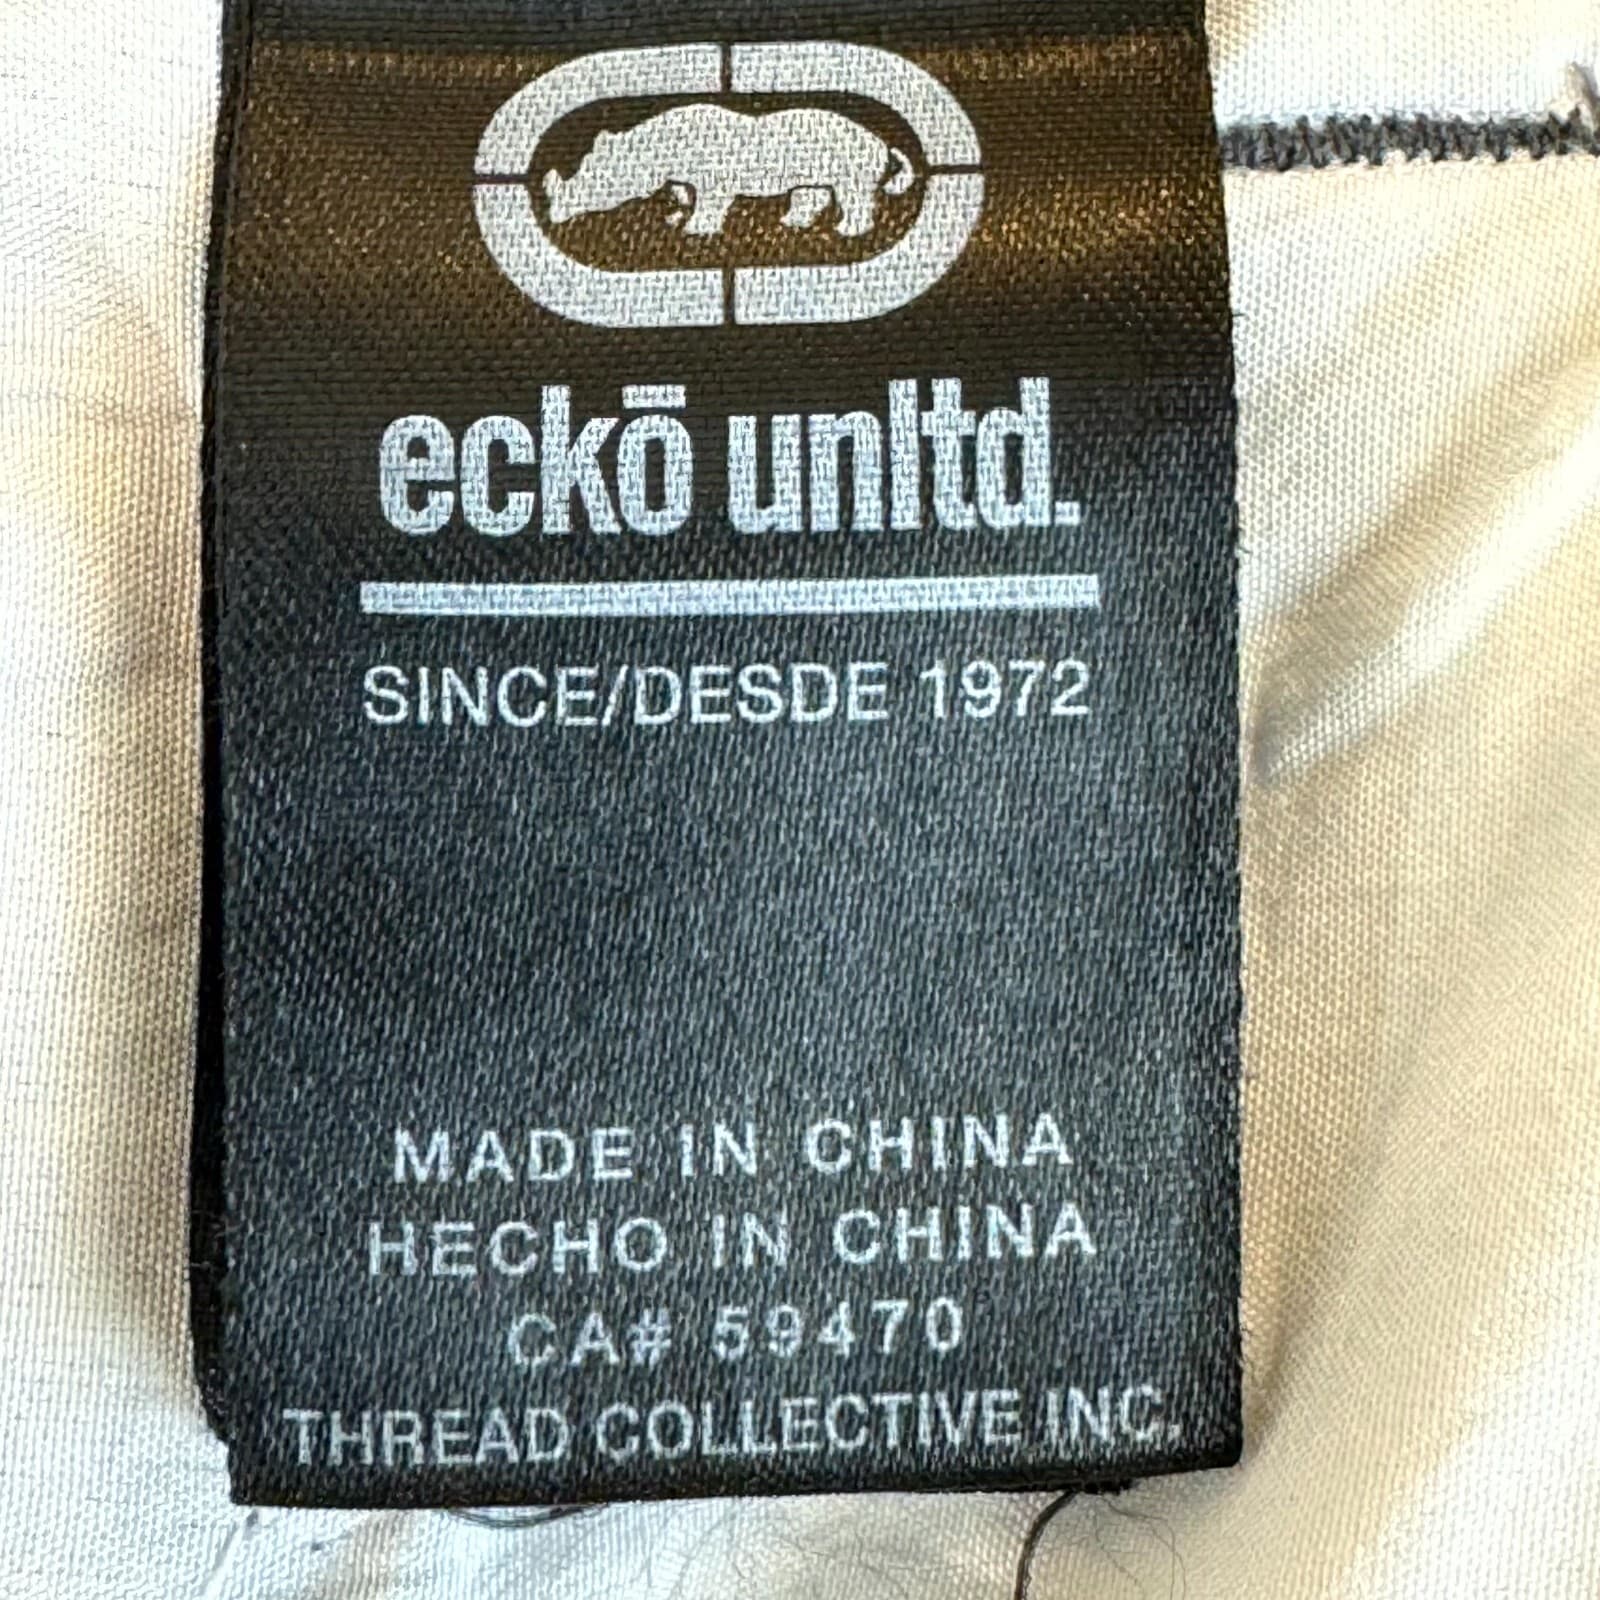 eckō unltd.
SINCE/DESDE 1972
MADE IN CHINA
HECHO IN CHINA
CA# 59470
THREAD COLLECTIVE INC.